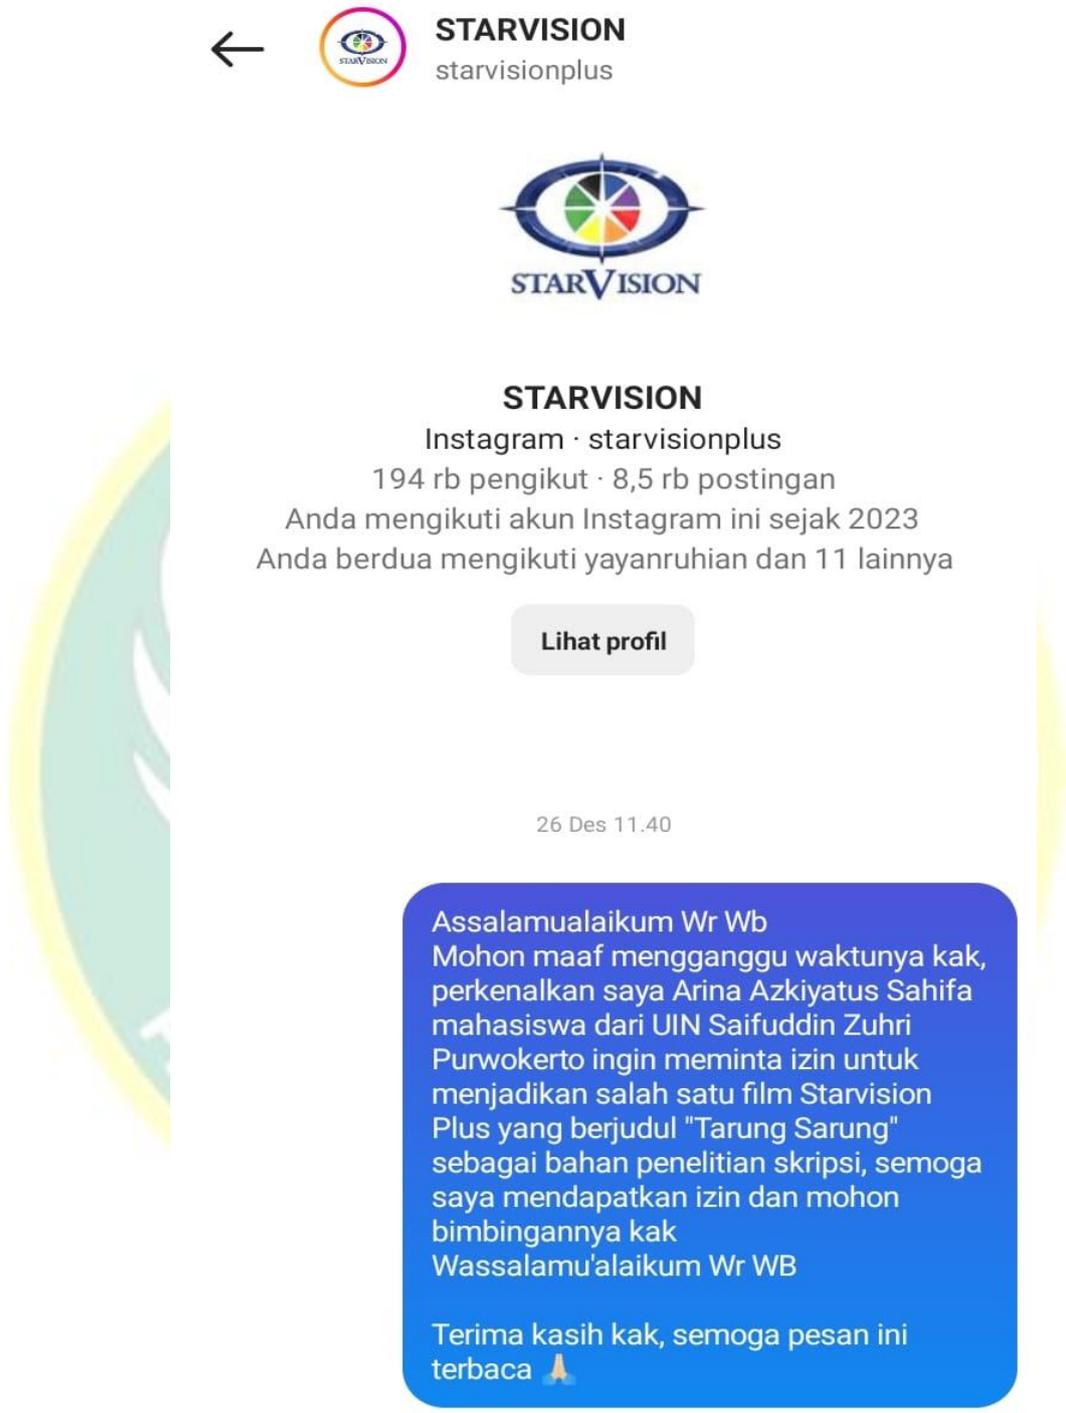 STARVISION
starvisionplus
STARVISION
STARVISION
STARVISION
Instagram · starvisionplus
194 rb pengikut · 8,5 rb postingan
Anda mengikuti akun Instagram ini sejak 2023
Anda berdua mengikuti yayanruhian dan 11 lainnya
Lihat profil
26 Des 11.40
Assalamualaikum Wr Wb
Mohon maaf mengganggu waktunya kak,
perkenalkan saya Arina Azkiyatus Sahifa
mahasiswa dari UIN Saifuddin Zuhri
Purwokerto ingin meminta izin untuk
menjadikan salah satu film Starvision
Plus yang berjudul "Tarung Sarung"
sebagai bahan penelitian skripsi, semoga
saya mendapatkan izin dan mohon
bimbingannya kak
Wassalamu'alaikum Wr WB
Terima kasih kak, semoga pesan ini
terbaca 🙏🏼